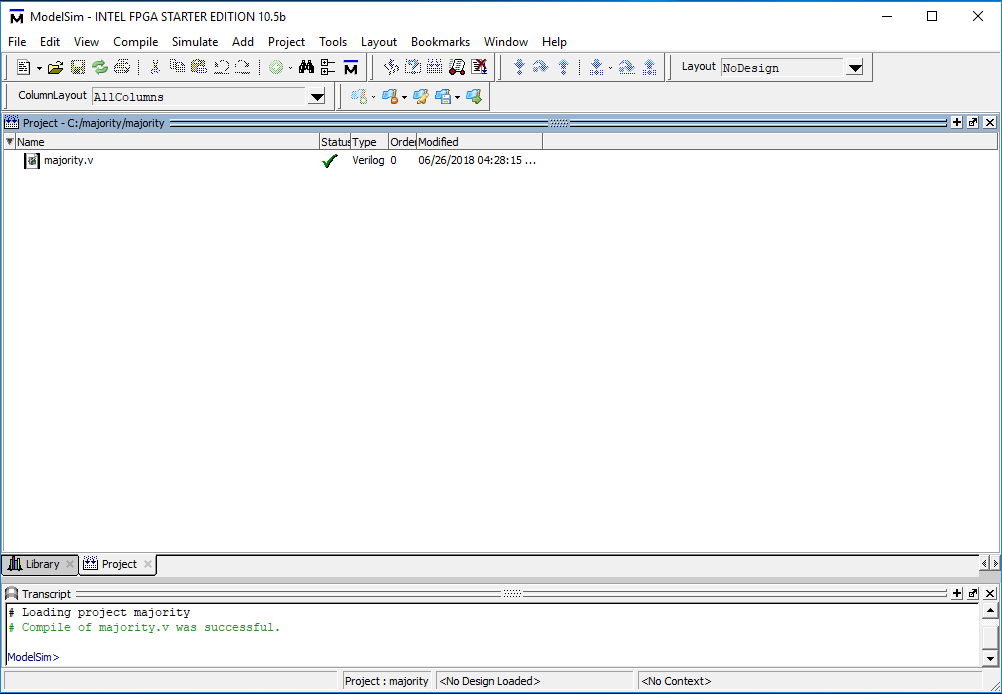 ModelSim - INTEL FPGA STARTER EDITION 10.5b
File Edit View Compile Simulate Add Project Tools Layout Bookmarks Window Help
Layout NoDesign
ColumnLayout AllColumns
Project - C:/majority/majority
Name Status Type Order Modified
majority.v Verilog 0 06/26/2018 04:28:15 ...
Library Project
Transcript
# Loading project majority
# Compile of majority.v was successful.
ModelSim>
Project : majority <No Design Loaded> <No Context>